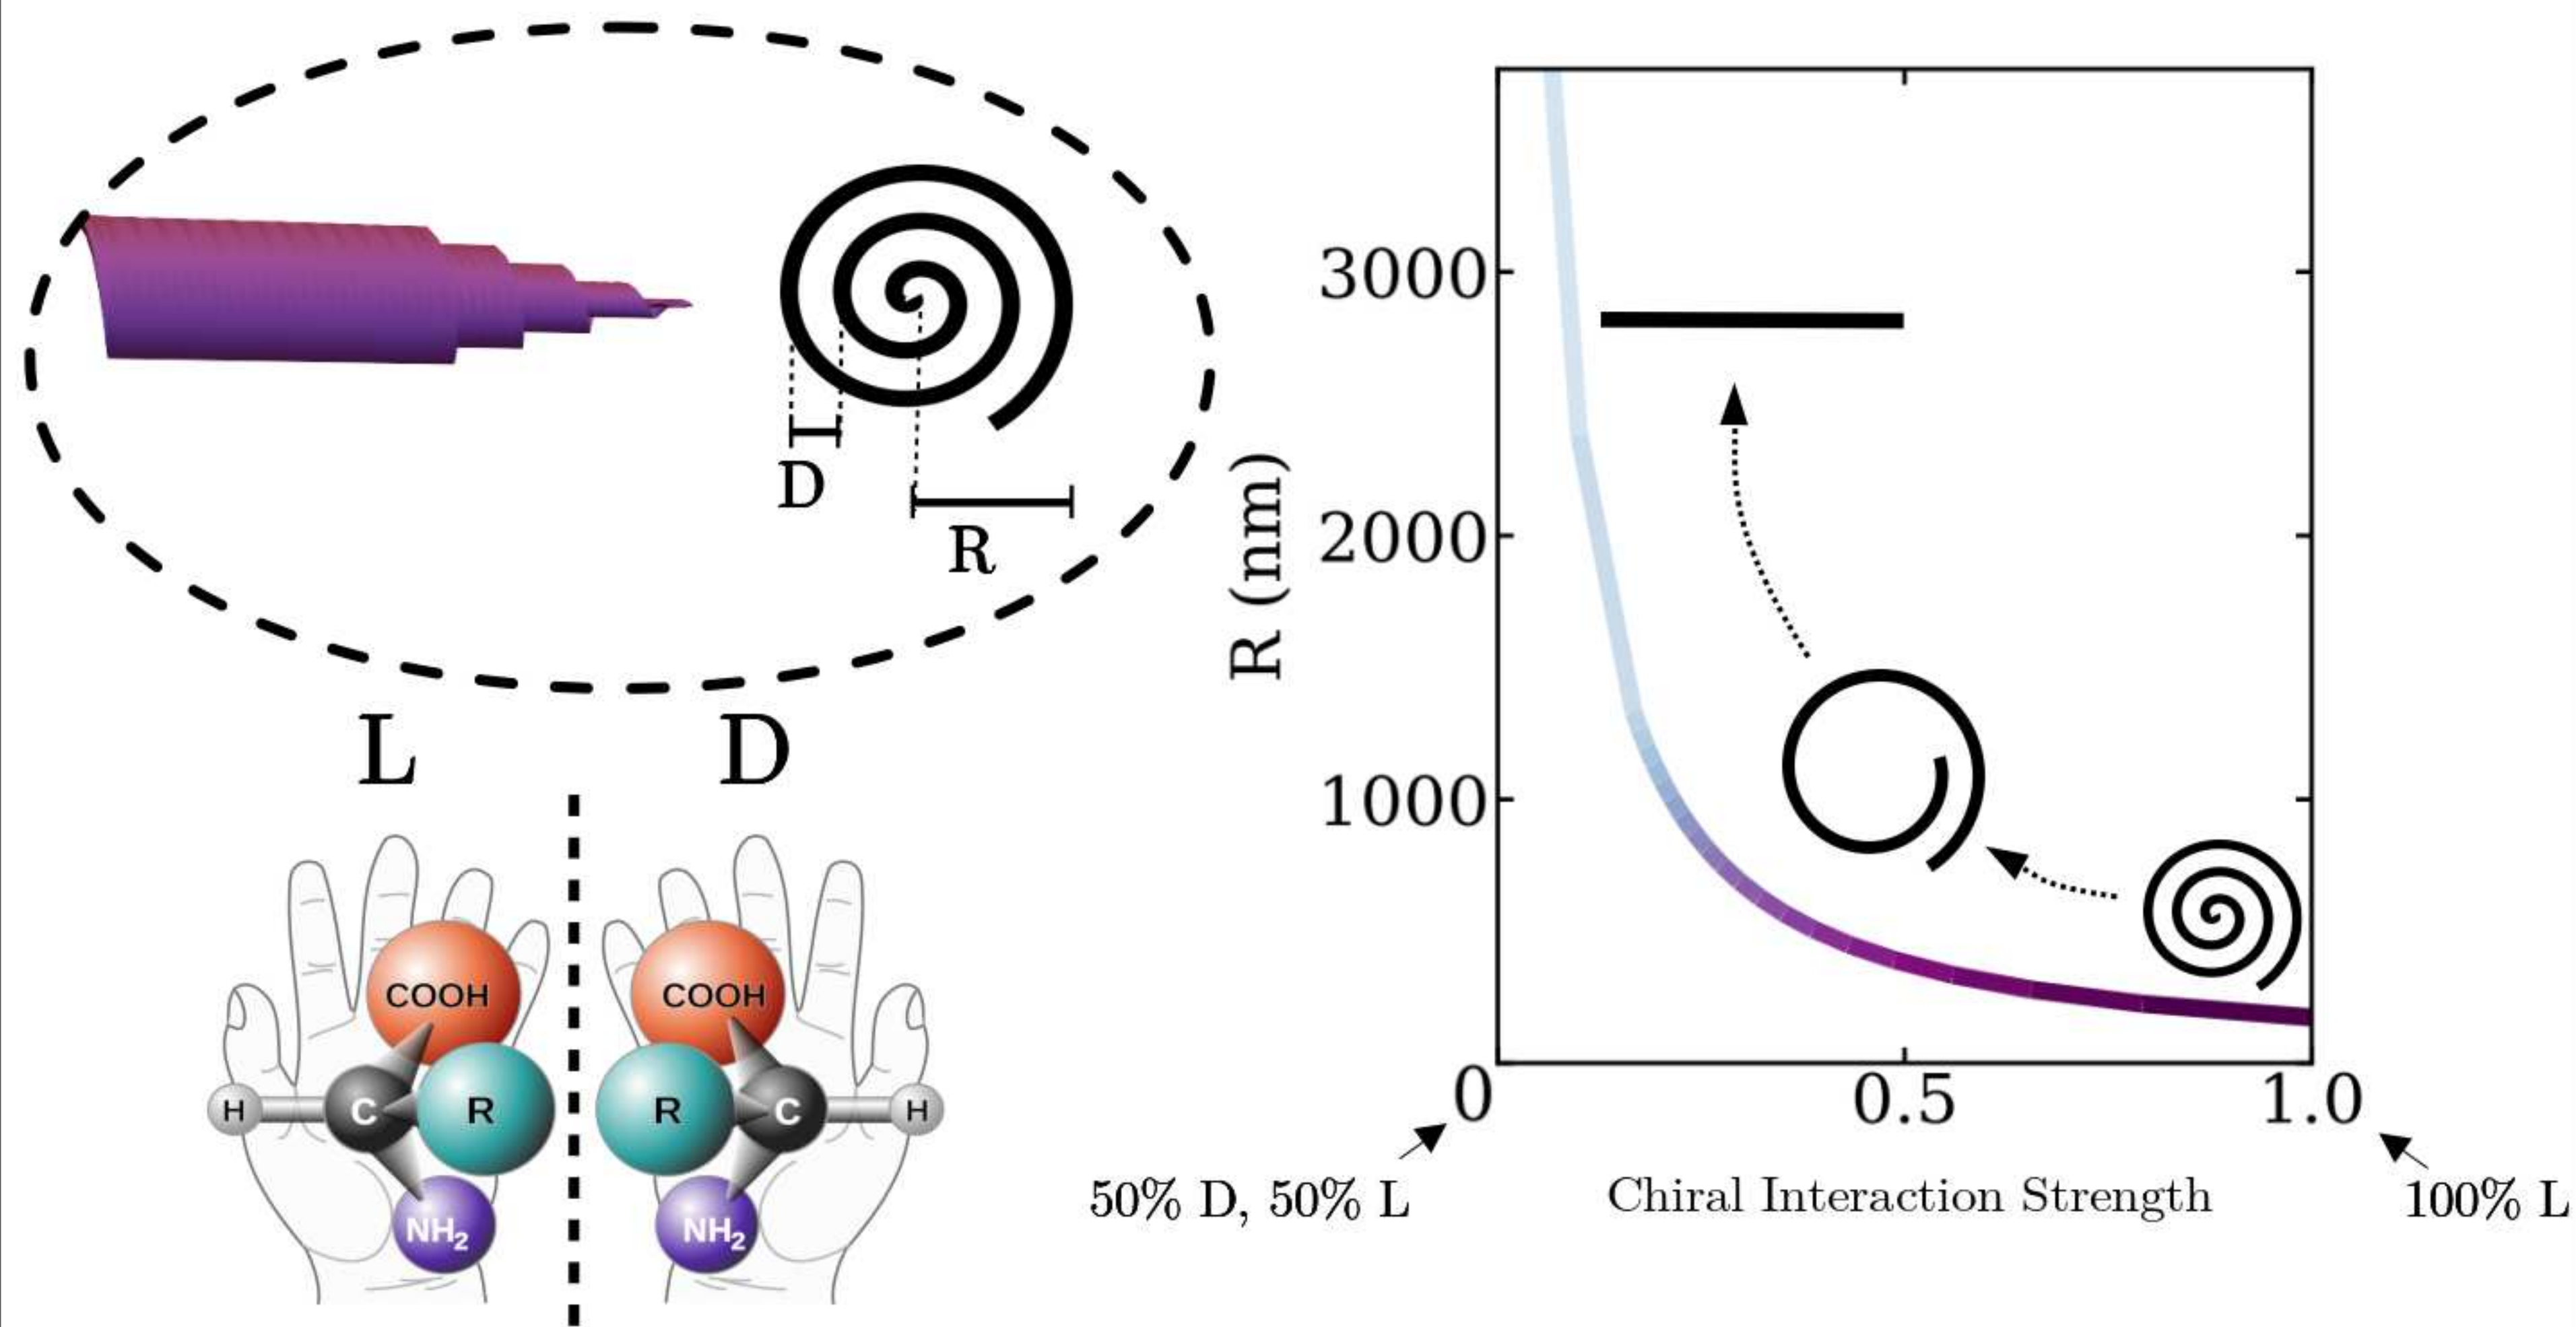 D
R
L
D
COOH
H
C
R
NH2
COOH
R
C
H
NH2
R (nm)
3000
2000
1000
0
0.5
1.0
50% D, 50% L
Chiral Interaction Strength
100% L